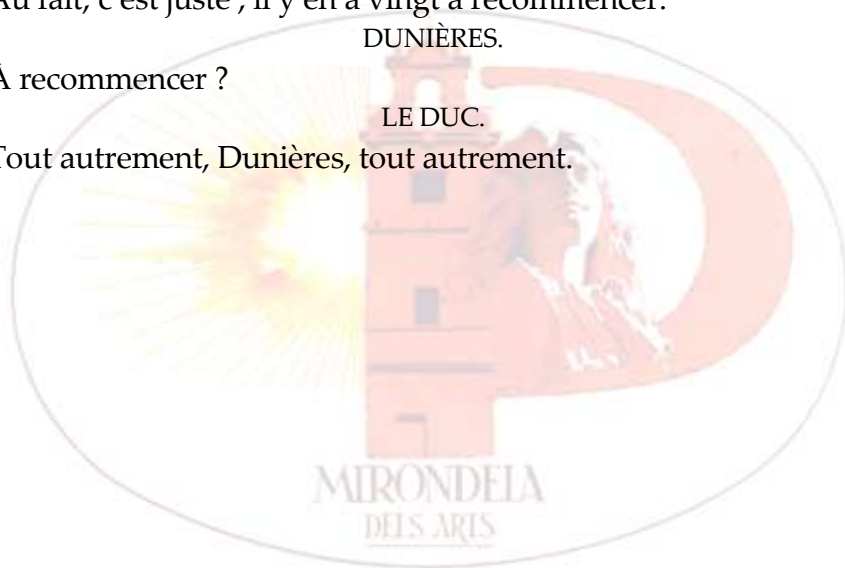 Au fait, c'est juste ; il y en a vingt à recommencer.
DUNIÈRES.
À recommencer ?
LE DUC.
Tout autrement, Dunières, tout autrement.
MIRONDELA
DELS ARTS